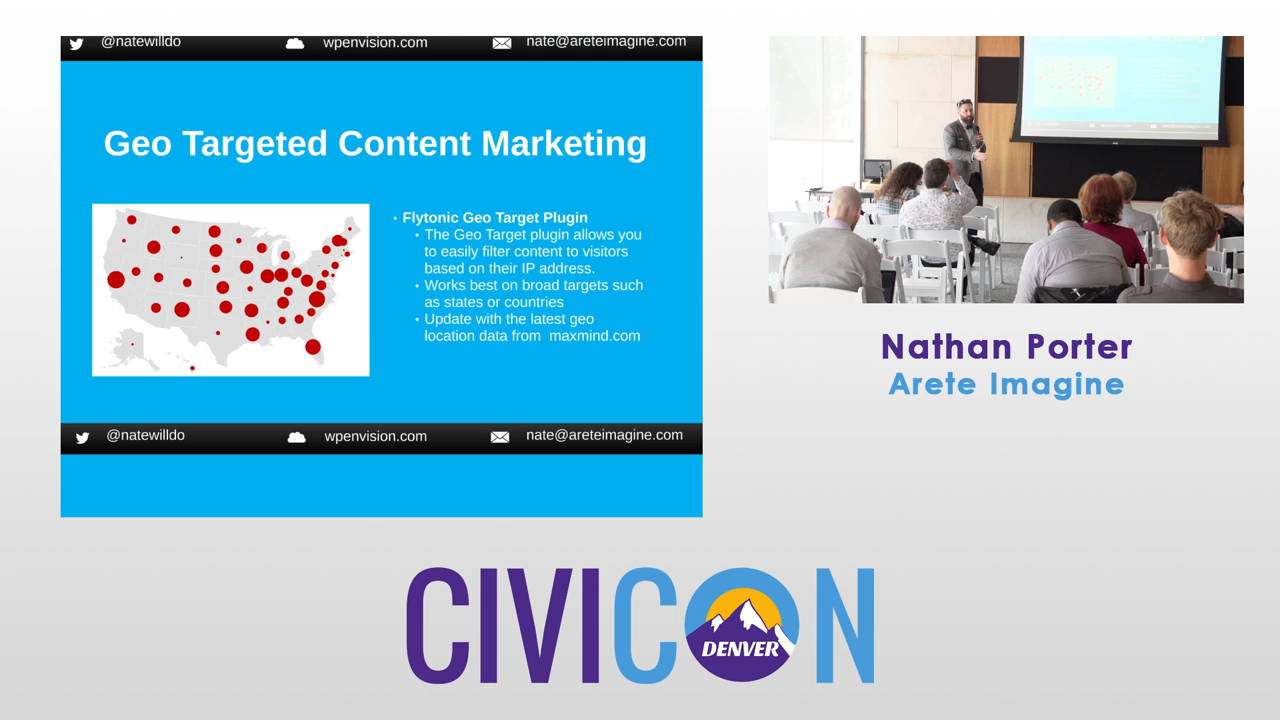 @natewilldo wpenvision.com nate@areteimagine.com
Geo Targeted Content Marketing
• Flytonic Geo Target Plugin
• The Geo Target plugin allows you
to easily filter content to visitors
based on their IP address.
• Works best on broad targets such
as states or countries
• Update with the latest geo
location data from maxmind.com
@natewilldo wpenvision.com nate@areteimagine.com
Nathan Porter
Arete Imagine
CIVICON
DENVER